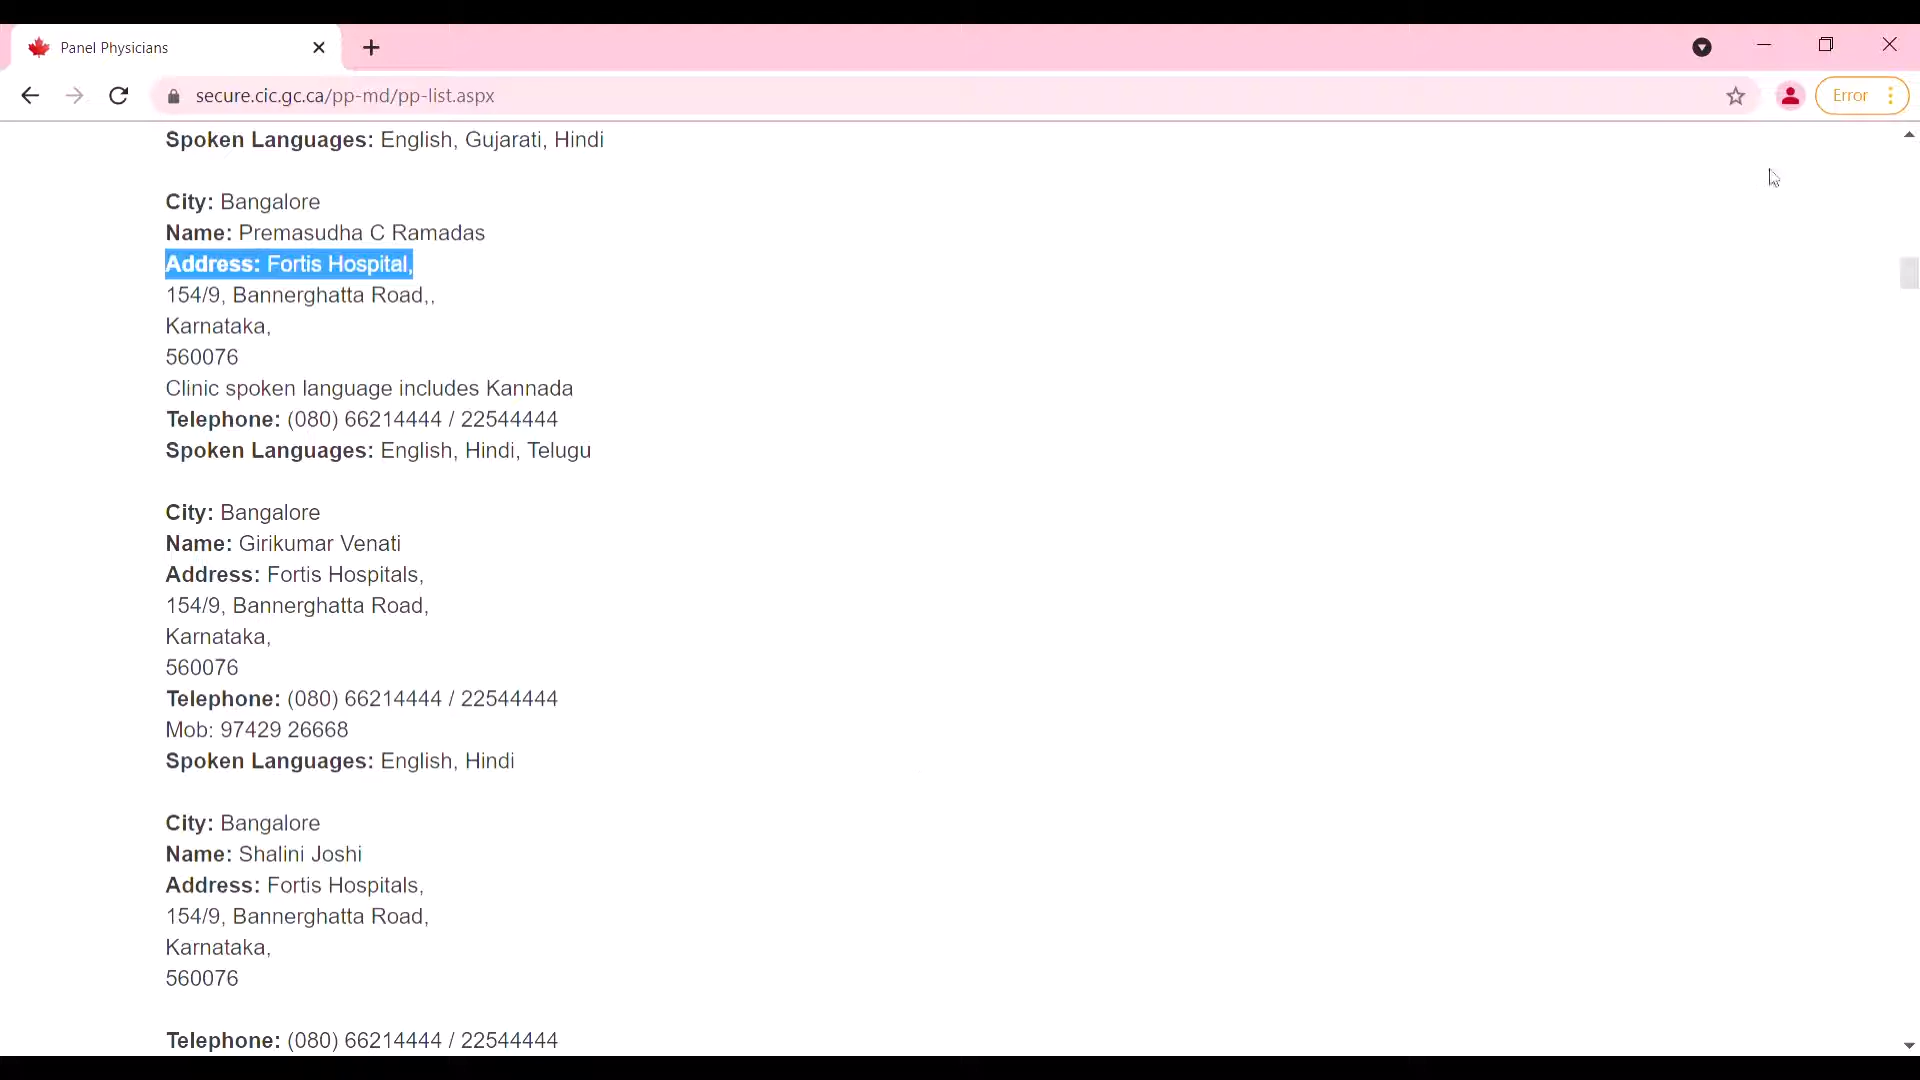 Panel Physicians
secure.cic.gc.ca/pp-md/pp-list.aspx
Error
Spoken Languages: English, Gujarati, Hindi
City: Bangalore
Name: Premasudha C Ramadas
Address: Fortis Hospital,
154/9, Bannerghatta Road,,
Karnataka,
560076
Clinic spoken language includes Kannada
Telephone: (080) 66214444 / 22544444
Spoken Languages: English, Hindi, Telugu
City: Bangalore
Name: Girikumar Venati
Address: Fortis Hospitals,
154/9, Bannerghatta Road,
Karnataka,
560076
Telephone: (080) 66214444 / 22544444
Mob: 97429 26668
Spoken Languages: English, Hindi
City: Bangalore
Name: Shalini Joshi
Address: Fortis Hospitals,
154/9, Bannerghatta Road,
Karnataka,
560076
Telephone: (080) 66214444 / 22544444